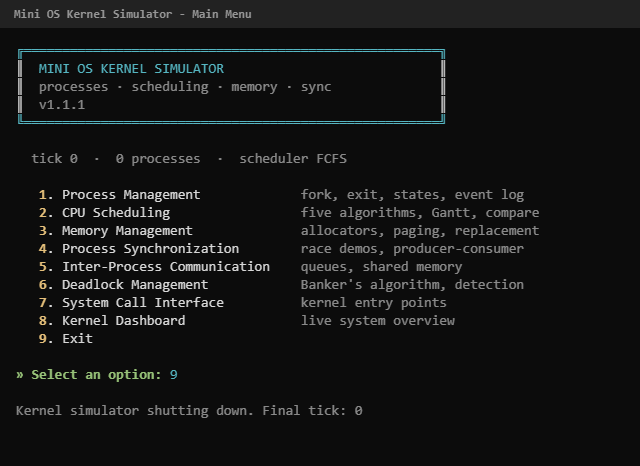 Mini OS Kernel Simulator - Main Menu
MINI OS KERNEL SIMULATOR
processes · scheduling · memory · sync
v1.1.1
tick 0 · 0 processes · scheduler FCFS
1. Process Management fork, exit, states, event log
2. CPU Scheduling five algorithms, Gantt, compare
3. Memory Management allocators, paging, replacement
4. Process Synchronization race demos, producer-consumer
5. Inter-Process Communication queues, shared memory
6. Deadlock Management Banker's algorithm, detection
7. System Call Interface kernel entry points
8. Kernel Dashboard live system overview
9. Exit
» Select an option: 9
Kernel simulator shutting down. Final tick: 0